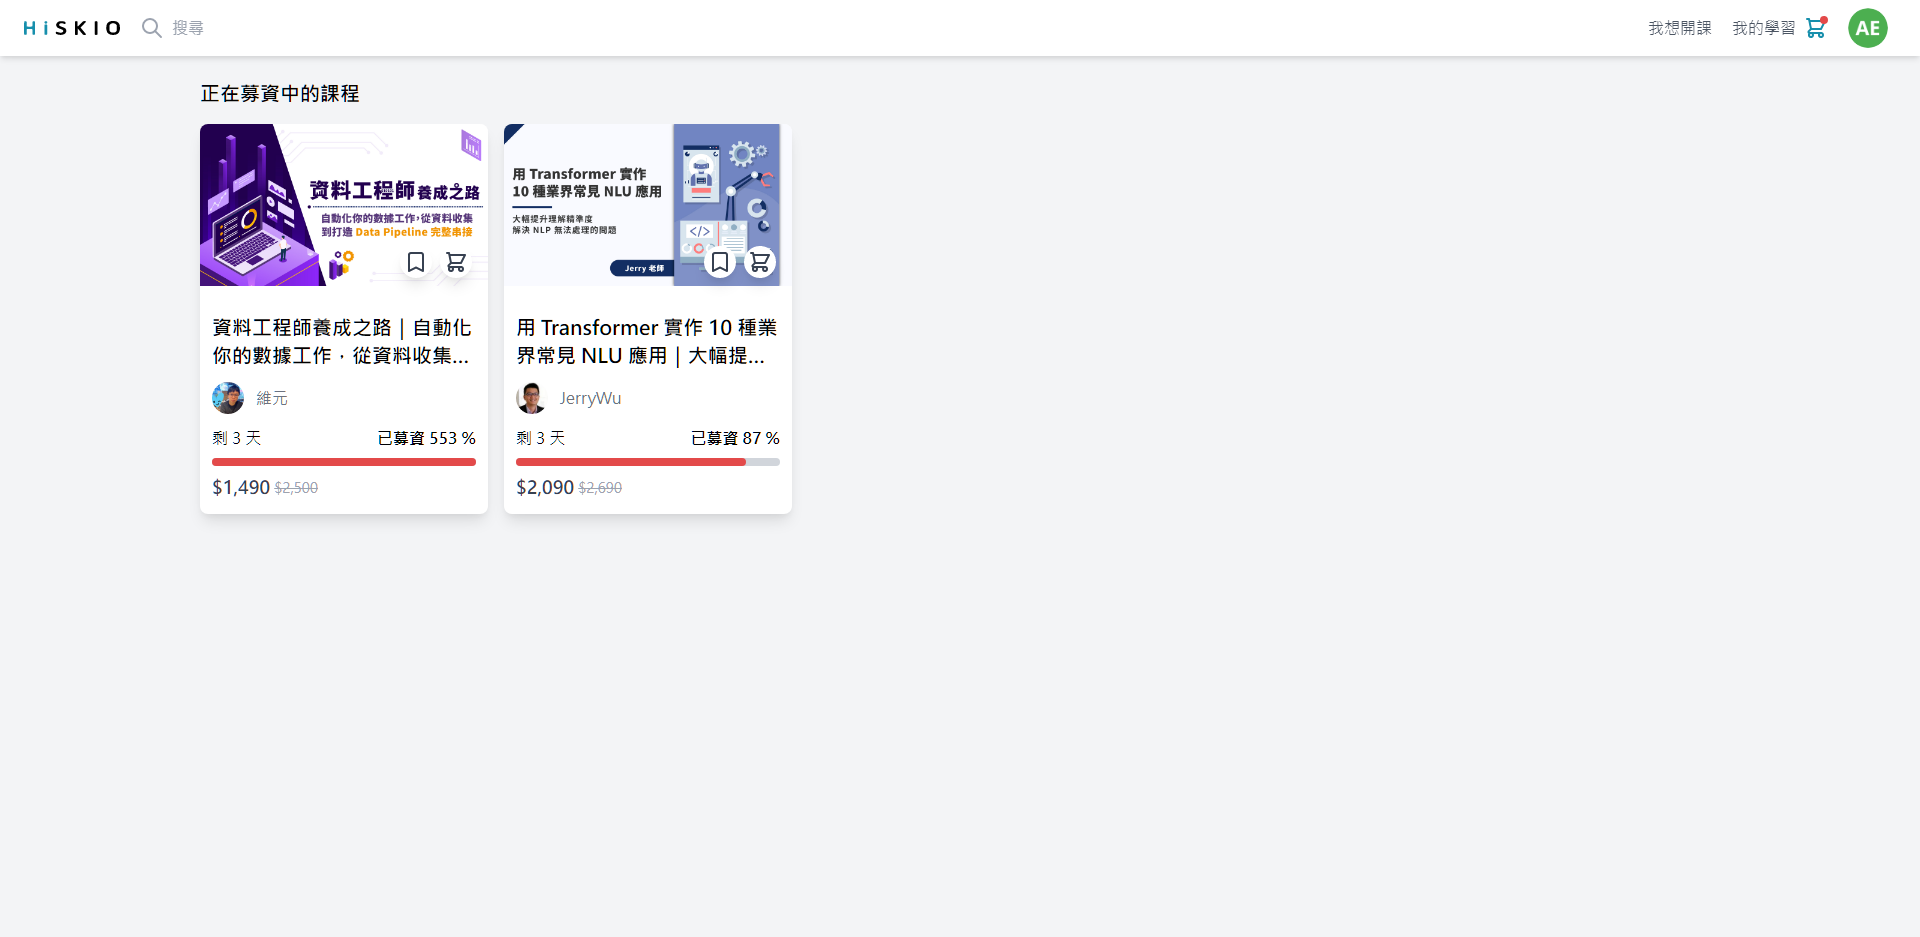 HiSKIO
搜尋
我想開課
我的學習
AE
正在募資中的課程
資料工程師養成之路
自動化你的數據工作,從資料收集
到打造 Data Pipeline 完整串接
資料工程師養成之路｜自動化
你的數據工作，從資料收集...
維元
剩 3 天
已募資 553 %
$1,490 $2,500
用 Transformer 實作
10 種業界常見 NLU 應用
大幅提升理解精準度
解決 NLP 無法處理的問題
</>
Jerry 老師
用 Transformer 實作 10 種業
界常見 NLU 應用｜大幅提...
JerryWu
剩 3 天
已募資 87 %
$2,090 $2,690